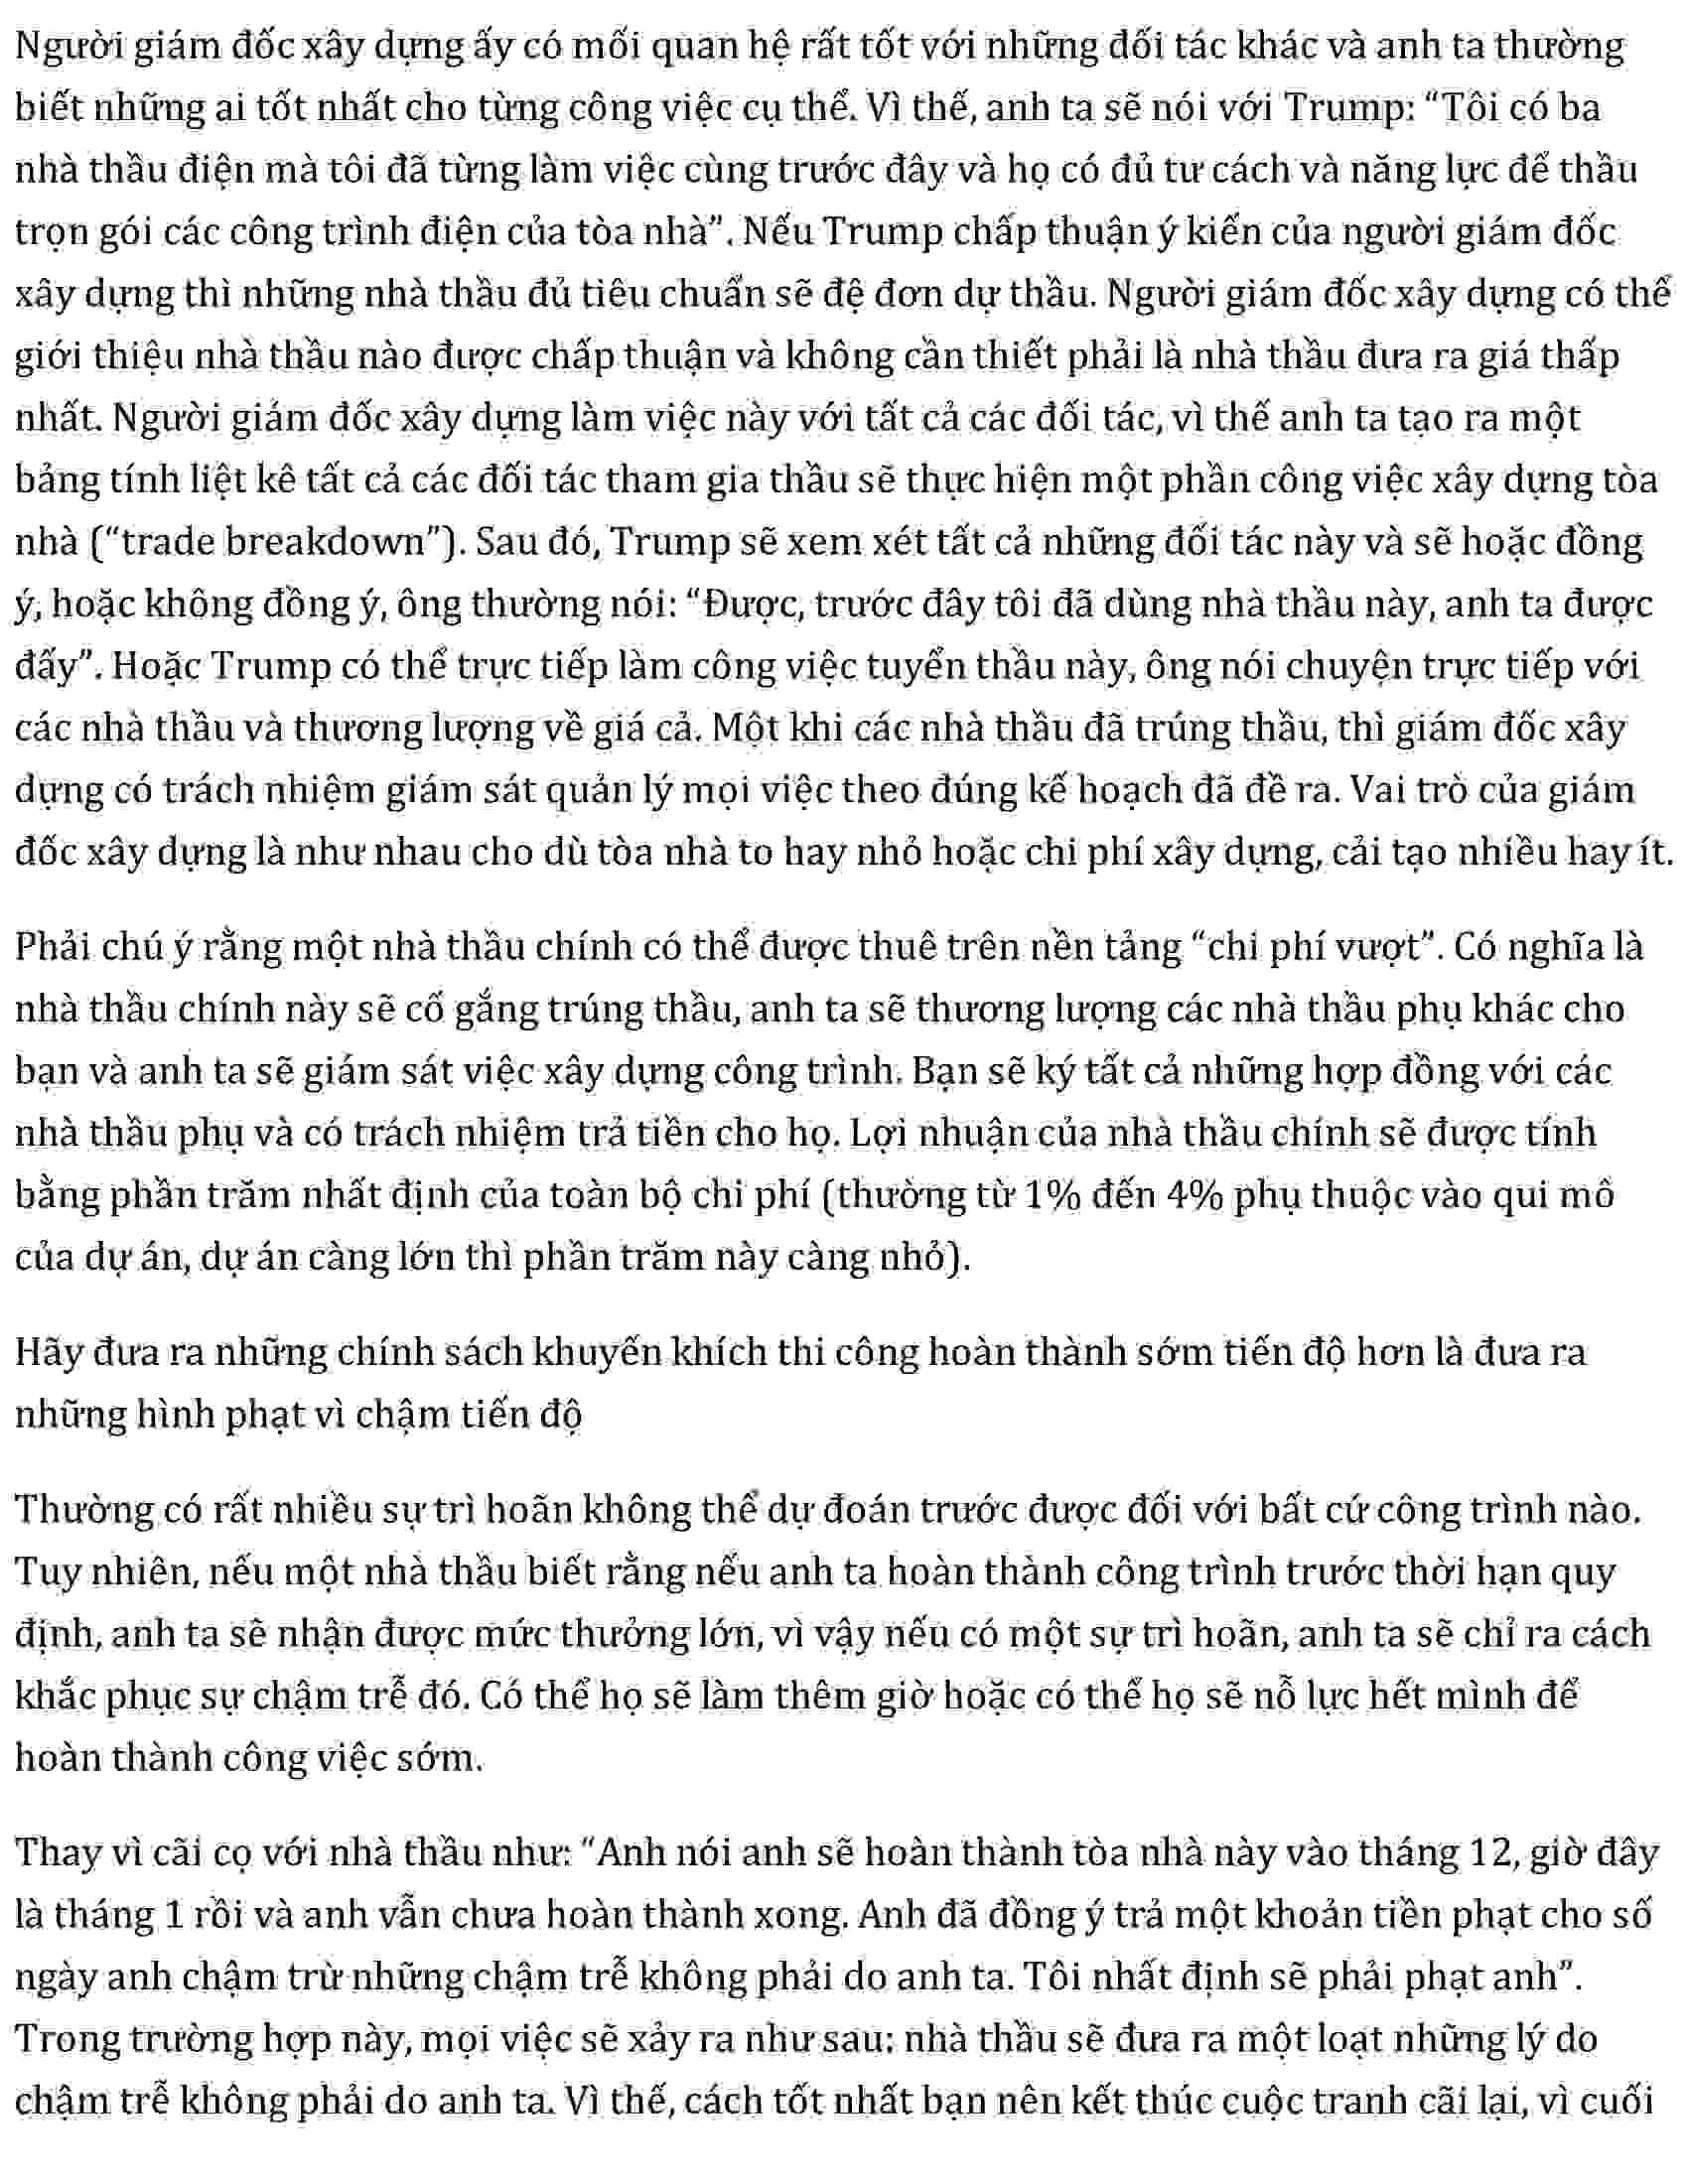 Người giám đốc xây dựng ấy có mối quan hệ rất tốt với những đối tác khác và anh ta thường
biết những ai tốt nhất cho từng công việc cụ thể. Vì thế, anh ta sẽ nói với Trump: “Tôi có ba
nhà thầu điện mà tôi đã từng làm việc cùng trước đây và họ có đủ tư cách và năng lực để thầu
trọn gói các công trình điện của tòa nhà”. Nếu Trump chấp thuận ý kiến của người giám đốc
xây dựng thì những nhà thầu đủ tiêu chuẩn sẽ đệ đơn dự thầu. Người giám đốc xây dựng có thể
giới thiệu nhà thầu nào được chấp thuận và không cần thiết phải là nhà thầu đưa ra giá thấp
nhất. Người giám đốc xây dựng làm việc này với tất cả các đối tác, vì thế anh ta tạo ra một
bảng tính liệt kê tất cả các đối tác tham gia thầu sẽ thực hiện một phần công việc xây dựng tòa
nhà (“trade breakdown”). Sau đó, Trump sẽ xem xét tất cả những đối tác này và sẽ hoặc đồng
ý, hoặc không đồng ý, ông thường nói: “Được, trước đây tôi đã dùng nhà thầu này, anh ta được
đấy”. Hoặc Trump có thể trực tiếp làm công việc tuyển thầu này, ông nói chuyện trực tiếp với
các nhà thầu và thương lượng về giá cả. Một khi các nhà thầu đã trúng thầu, thì giám đốc xây
dựng có trách nhiệm giám sát quản lý mọi việc theo đúng kế hoạch đã đề ra. Vai trò của giám
đốc xây dựng là như nhau cho dù tòa nhà to hay nhỏ hoặc chi phí xây dựng, cải tạo nhiều hay ít.
Phải chú ý rằng một nhà thầu chính có thể được thuê trên nền tảng “chi phí vượt”. Có nghĩa là
nhà thầu chính này sẽ cố gắng trúng thầu, anh ta sẽ thương lượng các nhà thầu phụ khác cho
bạn và anh ta sẽ giám sát việc xây dựng công trình. Bạn sẽ ký tất cả những hợp đồng với các
nhà thầu phụ và có trách nhiệm trả tiền cho họ. Lợi nhuận của nhà thầu chính sẽ được tính
bằng phần trăm nhất định của toàn bộ chi phí (thường từ 1% đến 4% phụ thuộc vào qui mô
của dự án, dự án càng lớn thì phần trăm này càng nhỏ).
Hãy đưa ra những chính sách khuyến khích thi công hoàn thành sớm tiến độ hơn là đưa ra
những hình phạt vì chậm tiến độ
Thường có rất nhiều sự trì hoãn không thể dự đoán trước được đối với bất cứ công trình nào.
Tuy nhiên, nếu một nhà thầu biết rằng nếu anh ta hoàn thành công trình trước thời hạn quy
định, anh ta sẽ nhận được mức thưởng lớn, vì vậy nếu có một sự trì hoãn, anh ta sẽ chỉ ra cách
khắc phục sự chậm trễ đó. Có thể họ sẽ làm thêm giờ hoặc có thể họ sẽ nỗ lực hết mình để
hoàn thành công việc sớm.
Thay vì cãi cọ với nhà thầu như: “Anh nói anh sẽ hoàn thành tòa nhà này vào tháng 12, giờ đây
là tháng 1 rồi và anh vẫn chưa hoàn thành xong. Anh đã đồng ý trả một khoản tiền phạt cho số
ngày anh chậm trừ những chậm trễ không phải do anh ta. Tôi nhất định sẽ phải phạt anh”.
Trong trường hợp này, mọi việc sẽ xảy ra như sau: nhà thầu sẽ đưa ra một loạt những lý do
chậm trễ không phải do anh ta. Vì thế, cách tốt nhất bạn nên kết thúc cuộc tranh cãi lại, vì cuối